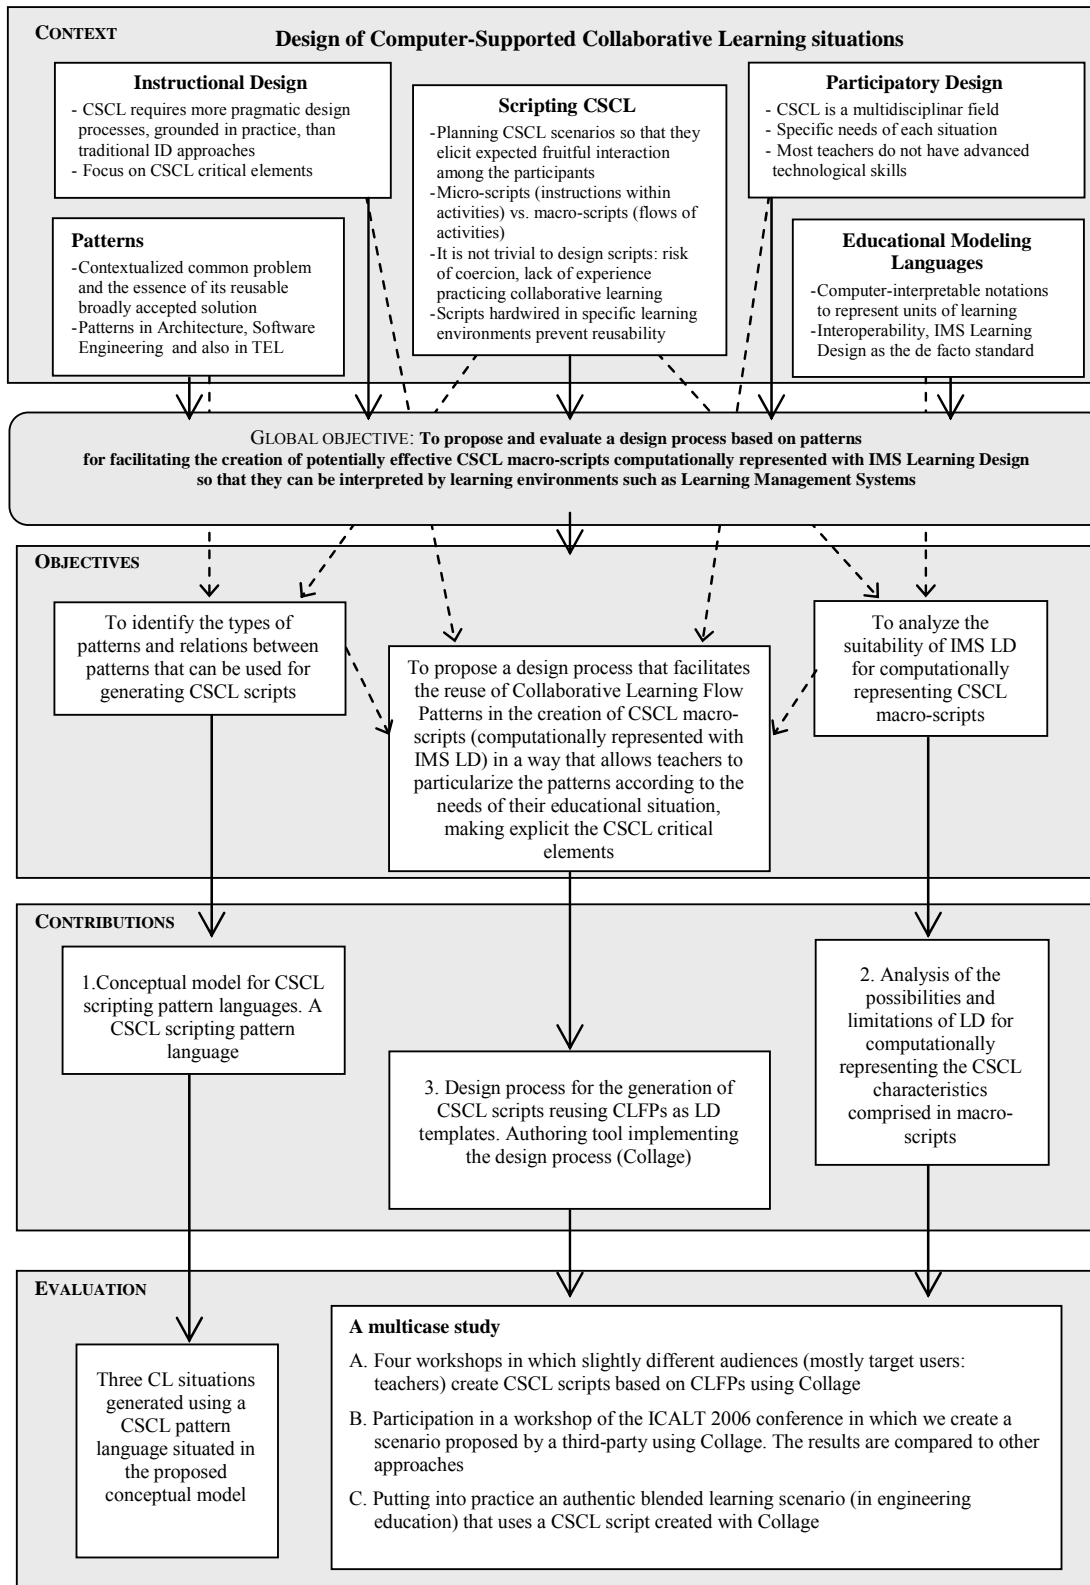 CONTEXT
Design of Computer-Supported Collaborative Learning situations
Instructional Design
- CSCL requires more pragmatic design
processes, grounded in practice, than
traditional ID approaches
- Focus on CSCL critical elements
Scripting CSCL
-Planning CSCL scenarios so that they
elicit expected fruitful interaction
among the participants
-Micro-scripts (instructions within
activities) vs. macro-scripts (flows of
activities)
-It is not trivial to design scripts: risk
of coercion, lack of experience
practicing collaborative learning
-Scripts hardwired in specific learning
environments prevent reusability
Participatory Design
- CSCL is a multidisciplinar field
- Specific needs of each situation
- Most teachers do not have advanced
technological skills
Patterns
-Contextualized common problem
and the essence of its reusable
broadly accepted solution
-Patterns in Architecture, Software
Engineering and also in TEL
Educational Modeling
Languages
-Computer-interpretable notations
to represent units of learning
-Interoperability, IMS Learning
Design as the de facto standard
GLOBAL OBJECTIVE: To propose and evaluate a design process based on patterns
for facilitating the creation of potentially effective CSCL macro-scripts computationally represented with IMS Learning Design
so that they can be interpreted by learning environments such as Learning Management Systems
OBJECTIVES
To identify the types of
patterns and relations between
patterns that can be used for
generating CSCL scripts
To propose a design process that facilitates
the reuse of Collaborative Learning Flow
Patterns in the creation of CSCL macro-
scripts (computationally represented with
IMS LD) in a way that allows teachers to
particularize the patterns according to the
needs of their educational situation,
making explicit the CSCL critical
elements
To analyze the
suitability of IMS LD
for computationally
representing CSCL
macro-scripts
CONTRIBUTIONS
1.Conceptual model for CSCL
scripting pattern languages. A
CSCL scripting pattern
language
3. Design process for the generation of
CSCL scripts reusing CLFPs as LD
templates. Authoring tool implementing
the design process (Collage)
2. Analysis of the
possibilities and
limitations of LD for
computationally
representing the CSCL
characteristics
comprised in macro-
scripts
EVALUATION
Three CL situations
generated using a
CSCL pattern
language situated in
the proposed
conceptual model
A multicase study
A. Four workshops in which slightly different audiences (mostly target users:
teachers) create CSCL scripts based on CLFPs using Collage
B. Participation in a workshop of the ICALT 2006 conference in which we create a
scenario proposed by a third-party using Collage. The results are compared to other
approaches
C. Putting into practice an authentic blended learning scenario (in engineering
education) that uses a CSCL script created with Collage